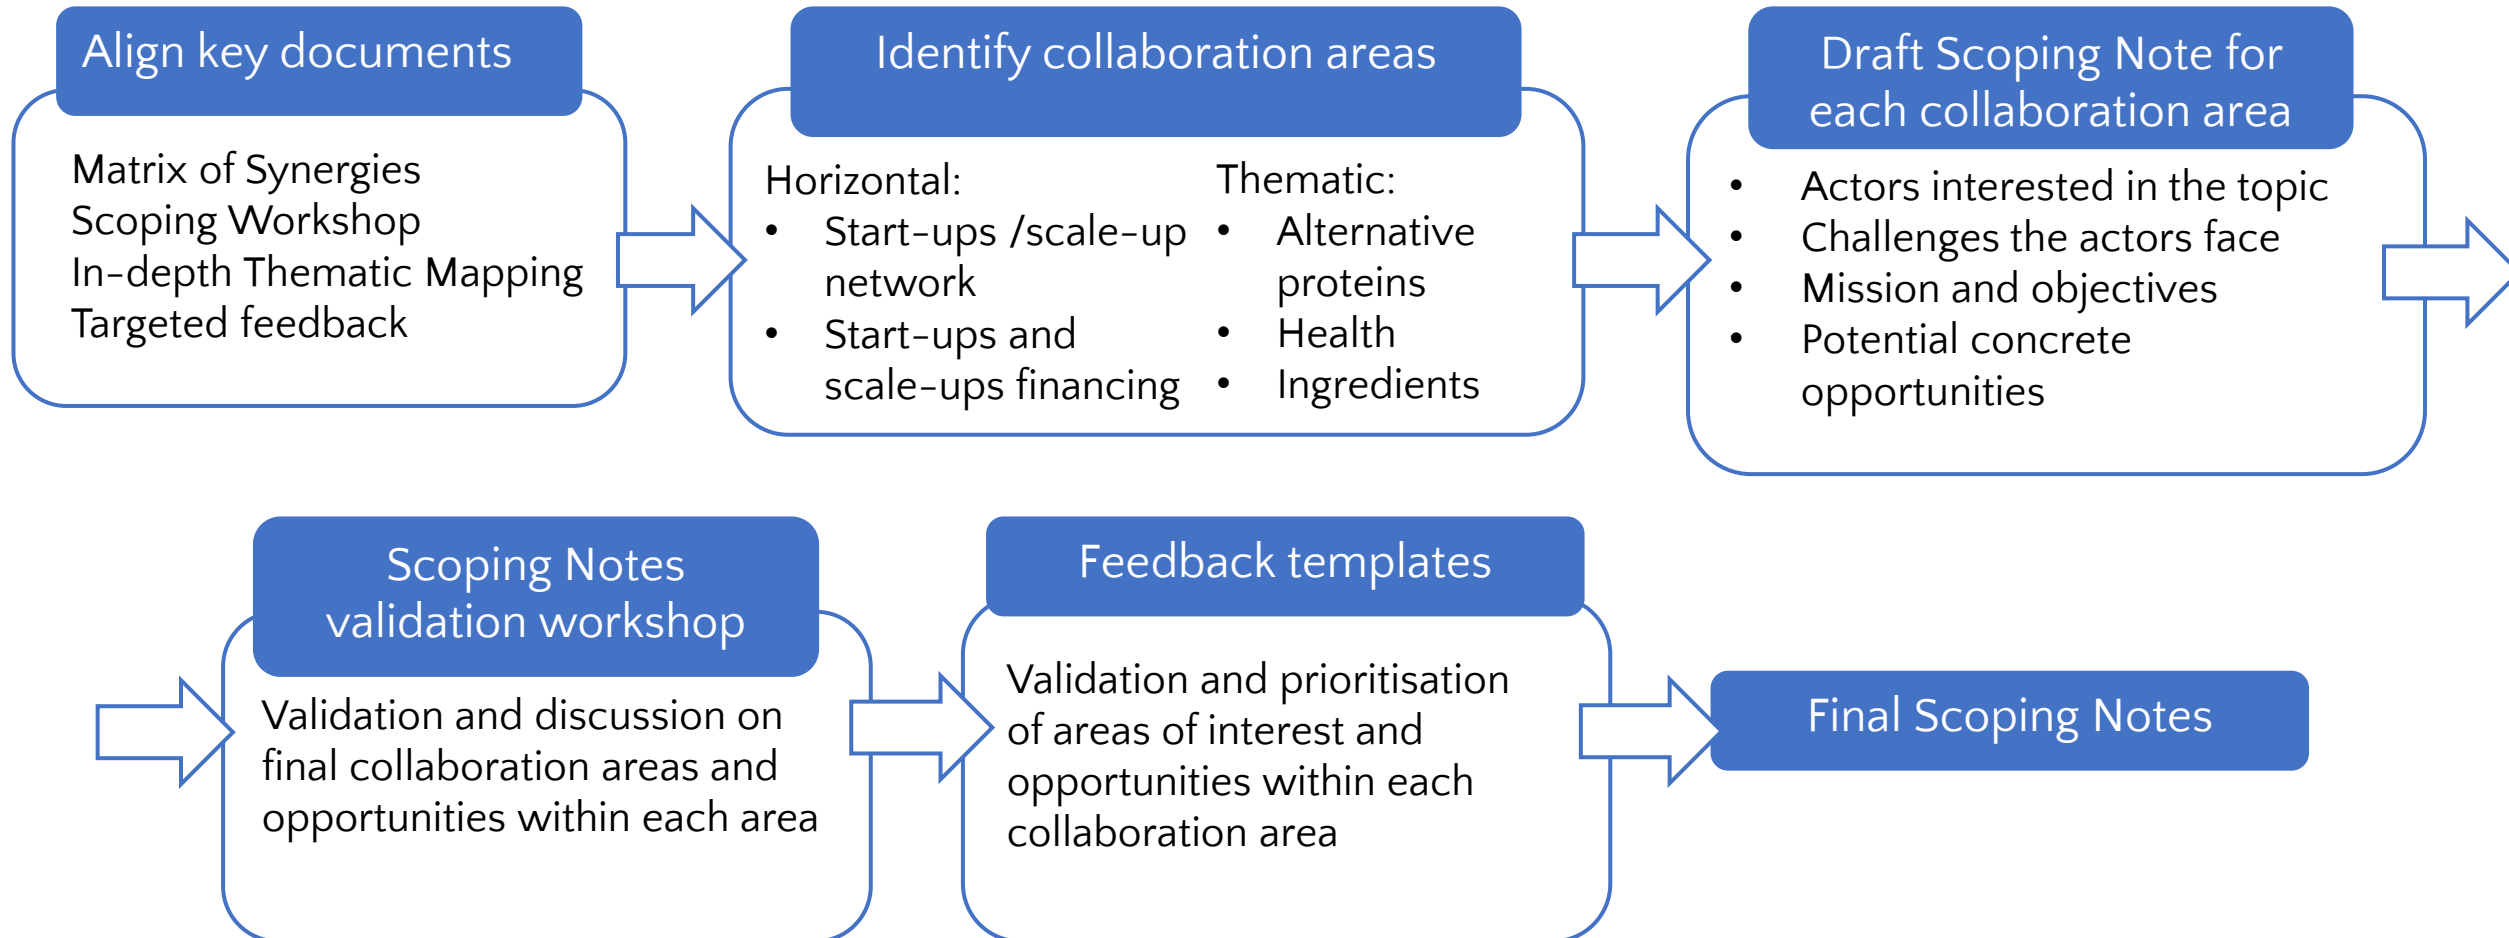 Align key documents
Matrix of Synergies
Scoping Workshop
In-depth Thematic Mapping
Targeted feedback
Identify collaboration areas
Horizontal:
• Start-ups /scale-up
network
• Start-ups and
scale-ups financing
Thematic:
• Alternative
proteins
• Health
• Ingredients
Draft Scoping Note for
each collaboration area
• Actors interested in the topic
• Challenges the actors face
• Mission and objectives
• Potential concrete
opportunities
Scoping Notes
validation workshop
Validation and discussion on
final collaboration areas and
opportunities within each area
Feedback templates
Validation and prioritisation
of areas of interest and
opportunities within each
collaboration area
Final Scoping Notes